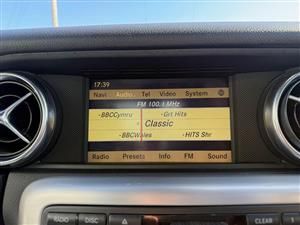 17:39
Navi Audio Tel Video System
FM 100.1 MHz
•BBCCymru •Grt Hits
Classic
•BBCWales •HITS Shr
Radio Presets Info FM Sound
RADIO DISC CLEAR